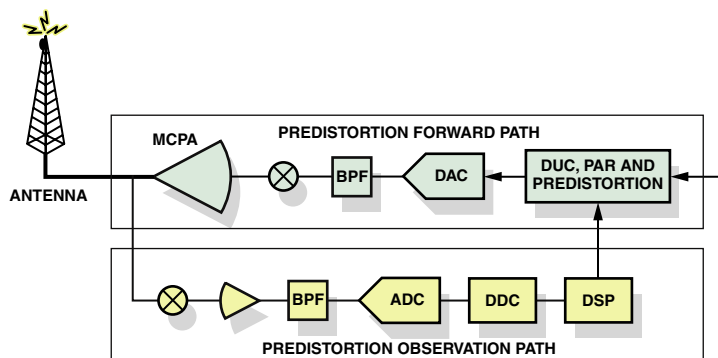 MCPA
PREDISTORTION FORWARD PATH
BPF
DAC
DUC, PAR AND
PREDISTORTION
ANTENNA
BPF
ADC
DDC
DSP
PREDISTORTION OBSERVATION PATH